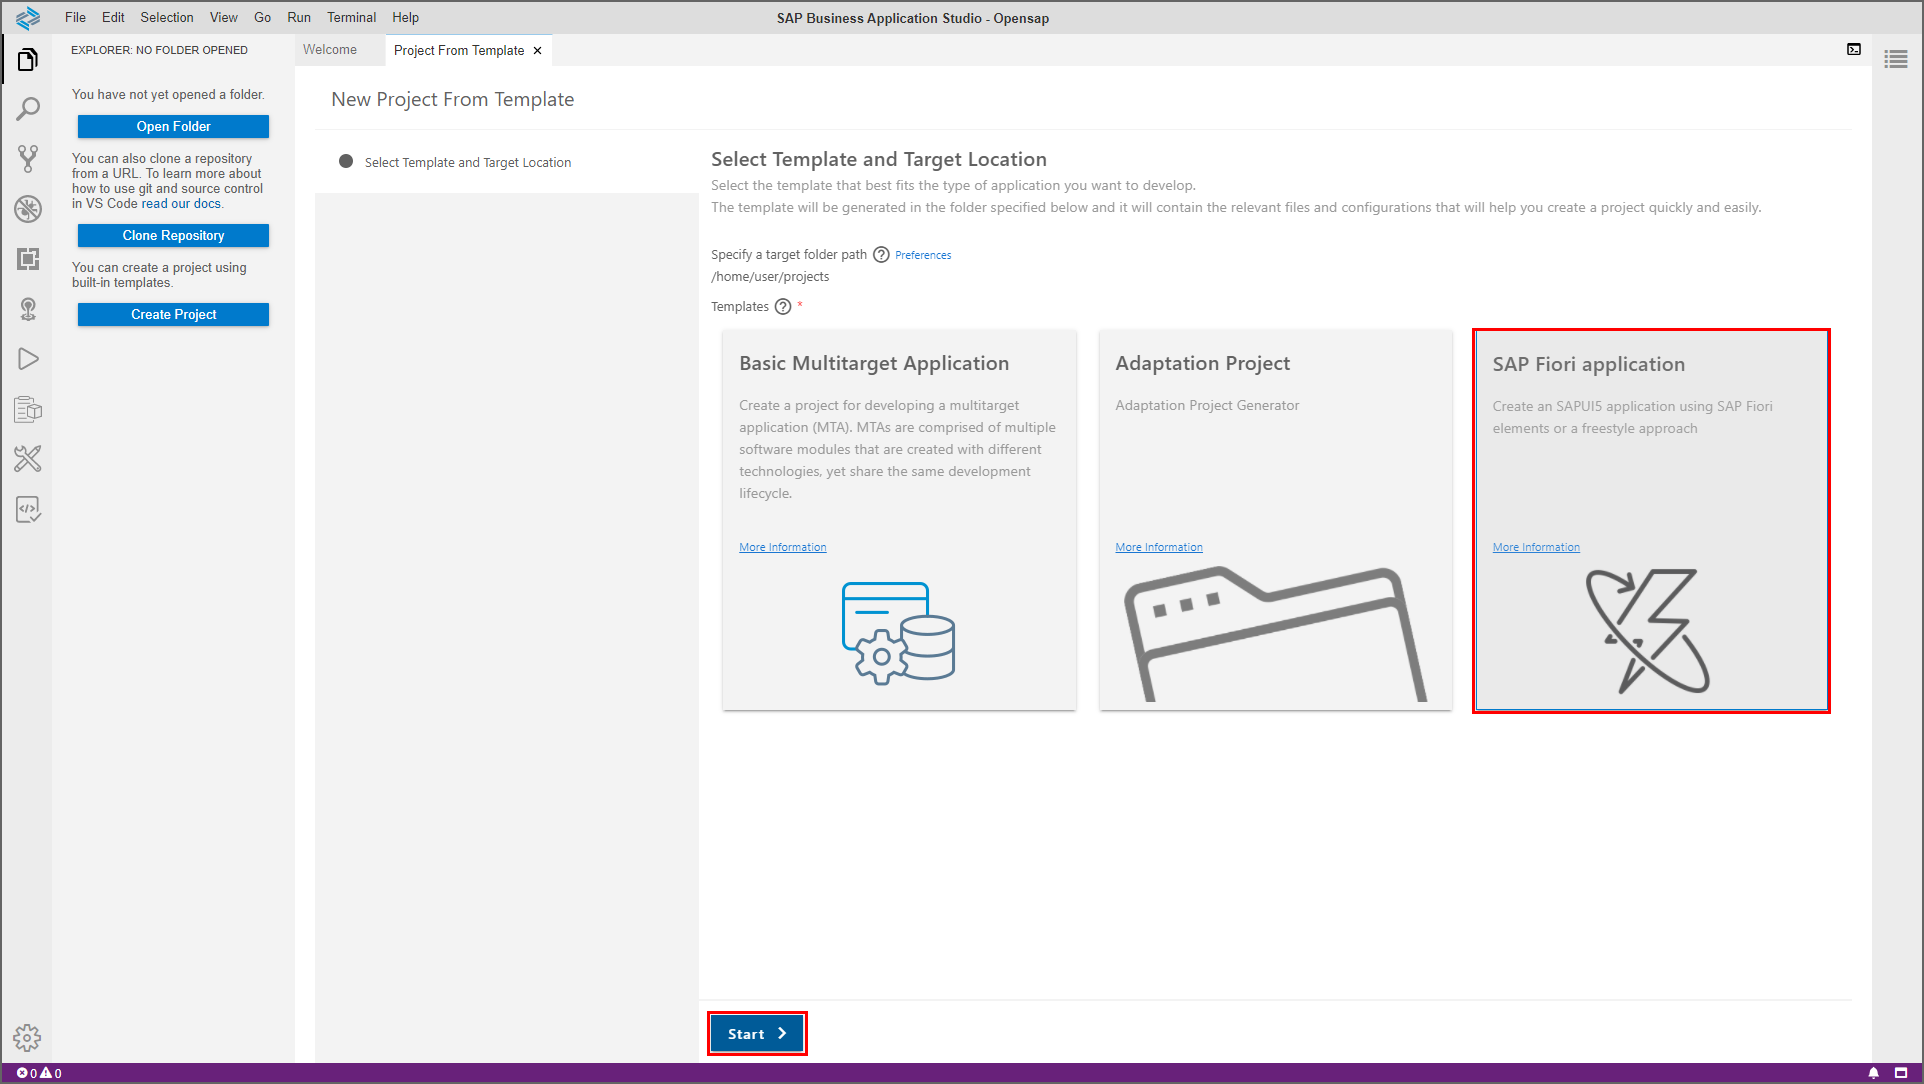 File Edit Selection View Go Run Terminal Help
SAP Business Application Studio - Opensap
EXPLORER: NO FOLDER OPENED
You have not yet opened a folder.
Open Folder
You can also clone a repository
from a URL. To learn more about
how to use git and source control
in VS Code read our docs.
Clone Repository
You can create a project using
built-in templates.
Create Project
Welcome
Project From Template
New Project From Template
Select Template and Target Location
Select Template and Target Location
Select the template that best fits the type of application you want to develop.
The template will be generated in the folder specified below and it will contain the relevant files and configurations that will help you create a project quickly and easily.
Specify a target folder path ? Preferences
/home/user/projects
Templates ? *
Basic Multitarget Application
Create a project for developing a multitarget
application (MTA). MTAs are comprised of multiple
software modules that are created with different
technologies, yet share the same development
lifecycle.
More Information
Adaptation Project
Adaptation Project Generator
More Information
SAP Fiori application
Create an SAPUI5 application using SAP Fiori
elements or a freestyle approach
More Information
Start
0 0